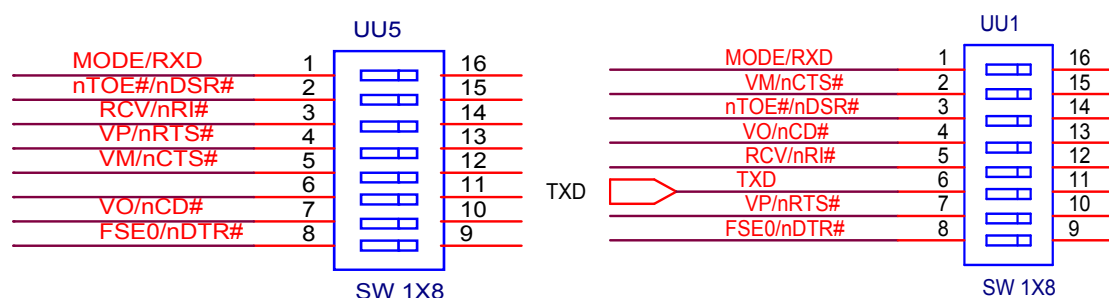 UU5
MODE/RXD 1 16
nTOE#/nDSR# 2 15
RCV/nRI# 3 14
VP/nRTS# 4 13
VM/nCTS# 5 12
6 11
VO/nCD# 7 10
FSE0/nDTR# 8 9
SW 1X8
UU1
MODE/RXD 1 16
VM/nCTS# 2 15
nTOE#/nDSR# 3 14
VO/nCD# 4 13
RCV/nRI# 5 12
TXD TXD 6 11
VP/nRTS# 7 10
FSE0/nDTR# 8 9
SW 1X8